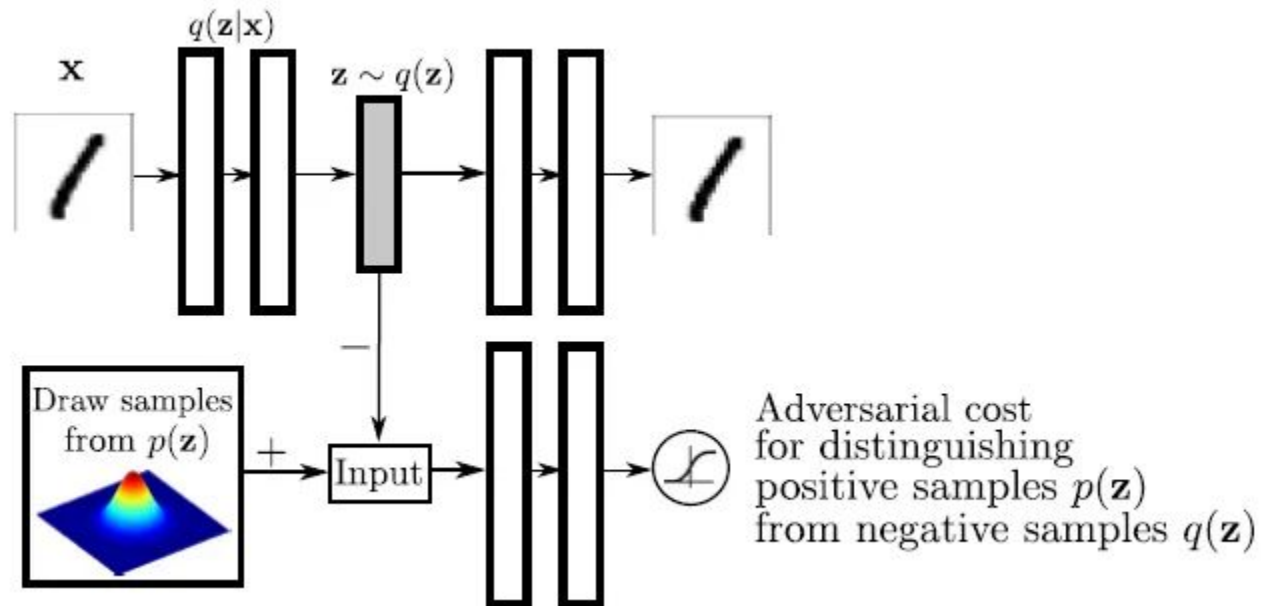 q(z|x)
x
z ∼ q(z)
−
Draw samples
from p(z)
+
Input
Adversarial cost
for distinguishing
positive samples p(z)
from negative samples q(z)